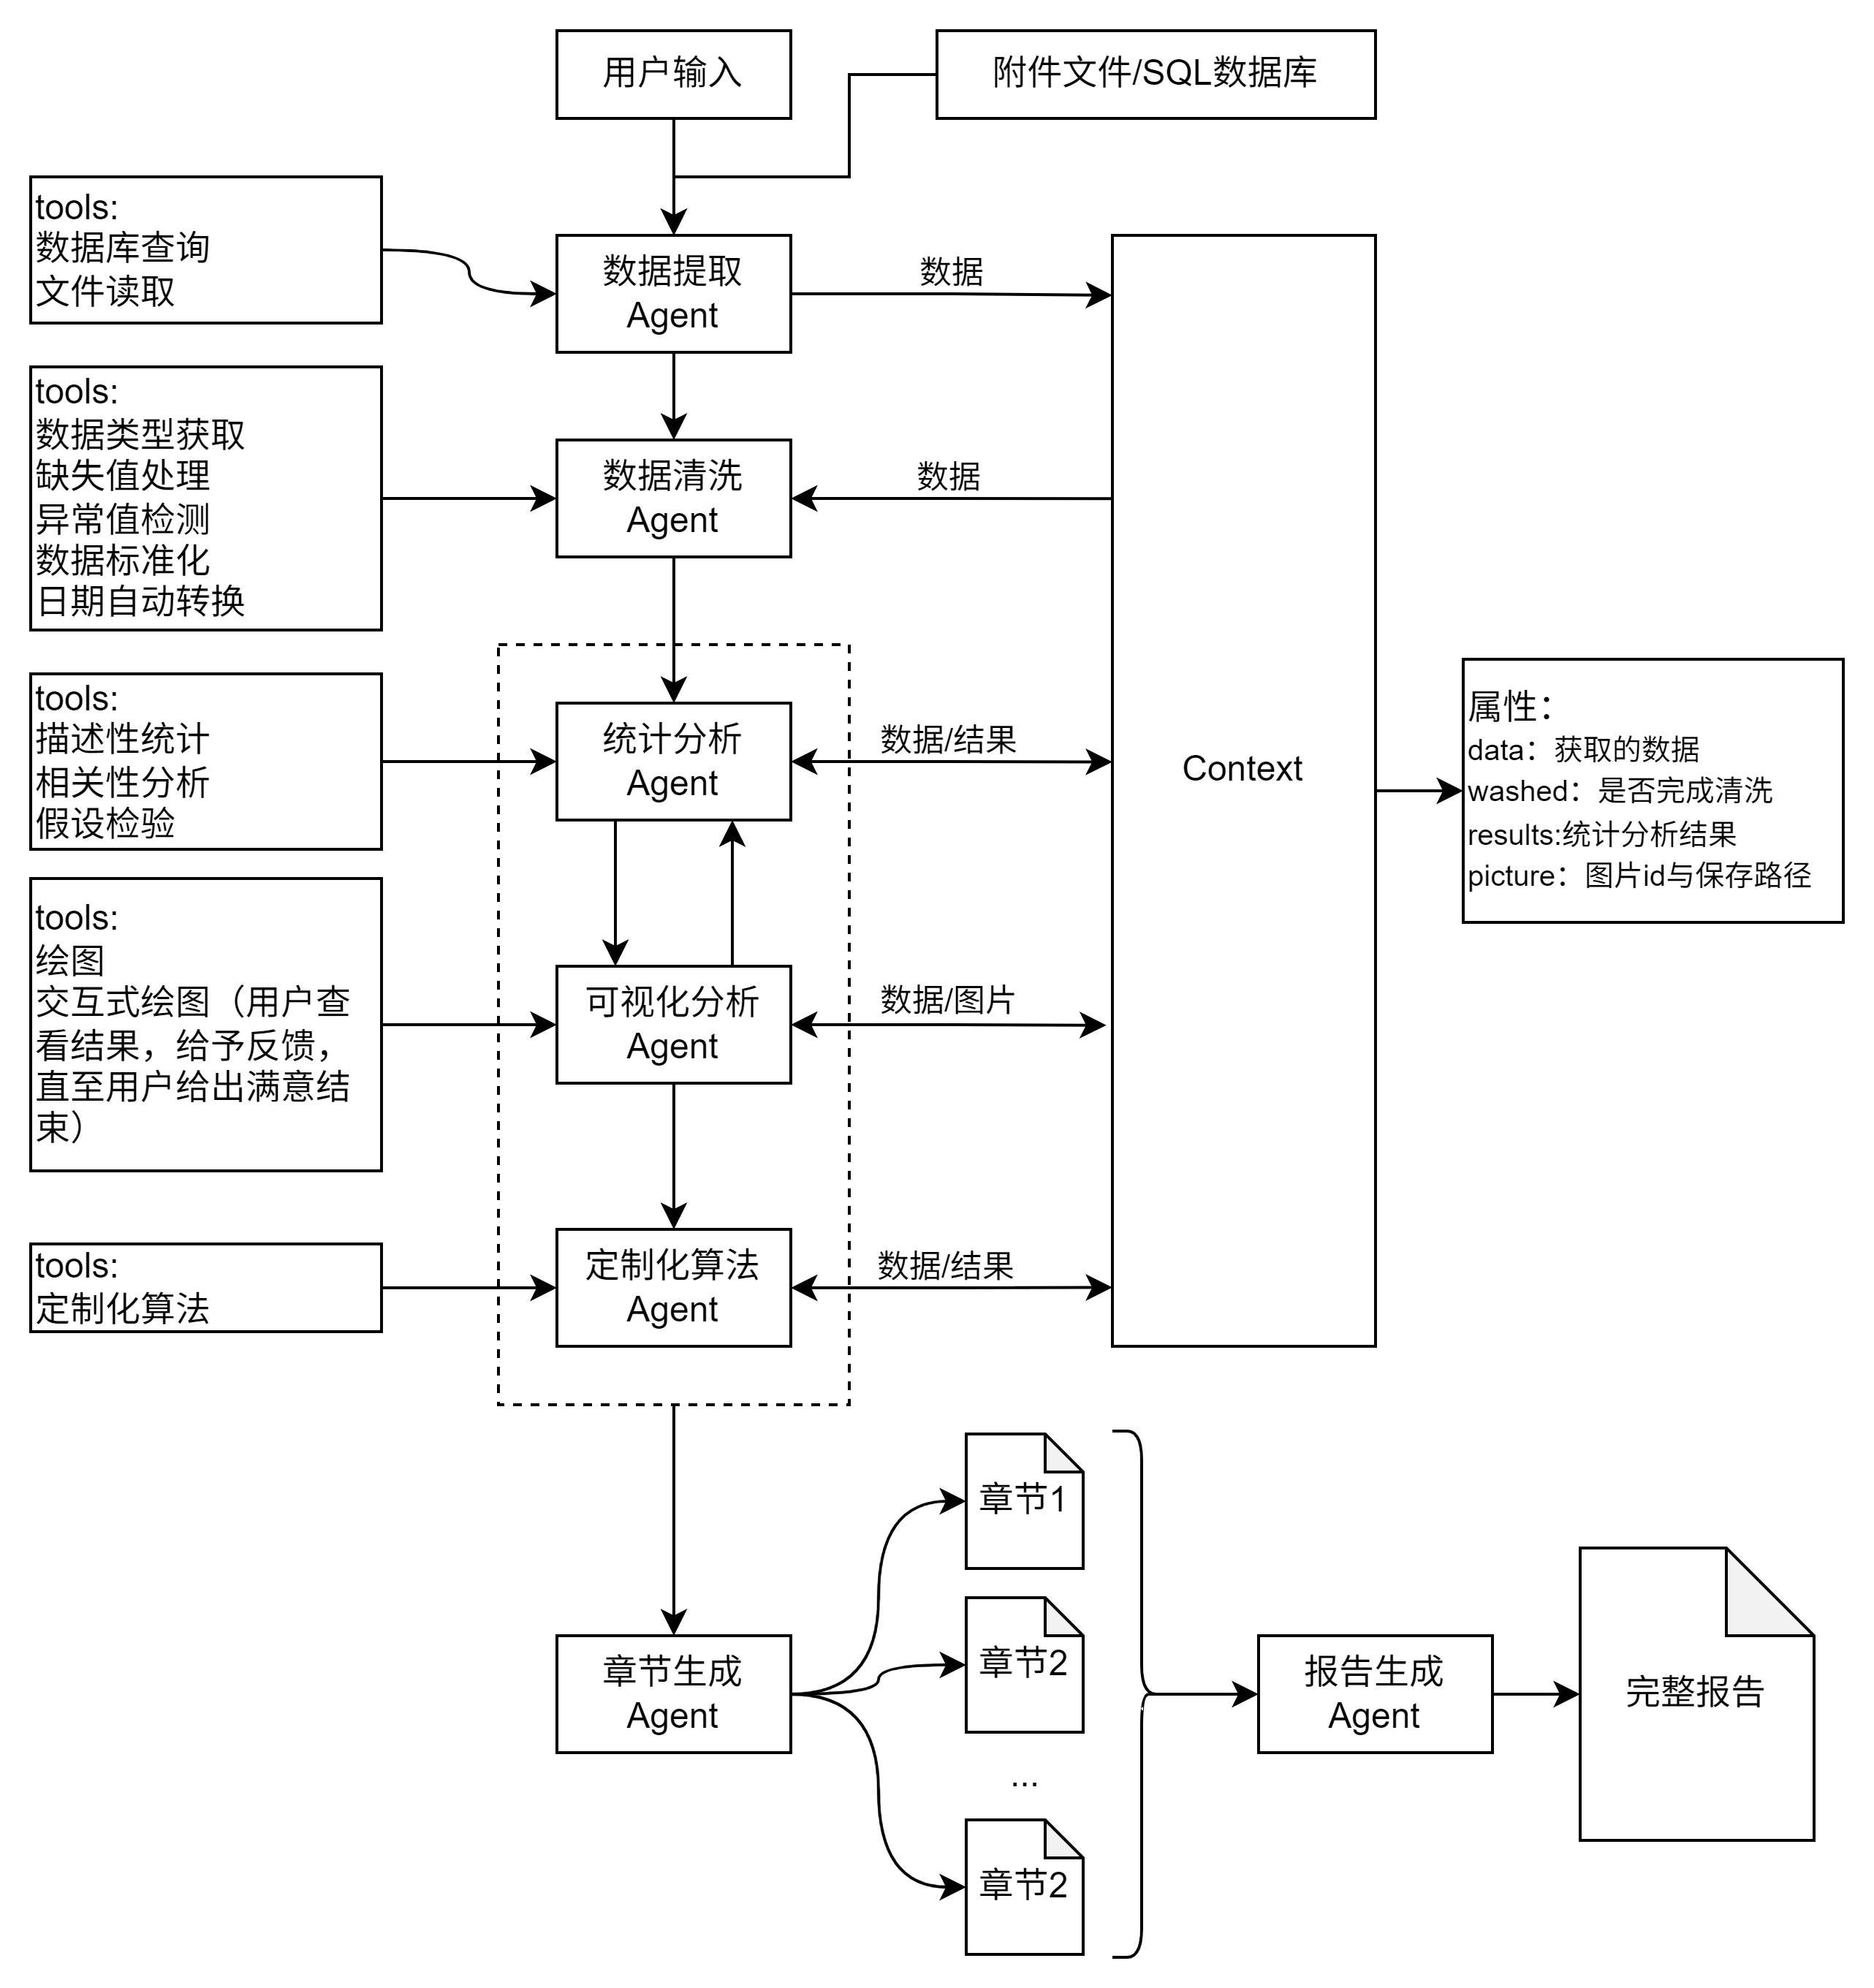 用户输入
附件文件/SQL数据库
tools:
数据库查询
文件读取
数据提取
Agent
数据
tools:
数据类型获取
缺失值处理
异常值检测
数据标准化
日期自动转换
数据清洗
Agent
数据
tools:
描述性统计
相关性分析
假设检验
统计分析
Agent
数据/结果
Context
属性：
data：获取的数据
washed：是否完成清洗
results:统计分析结果
picture：图片id与保存路径
tools:
绘图
交互式绘图（用户查
看结果，给予反馈，
直至用户给出满意结
束）
可视化分析
Agent
数据/图片
tools:
定制化算法
定制化算法
Agent
数据/结果
章节1
章节2
...
章节2
章节生成
Agent
报告生成
Agent
完整报告